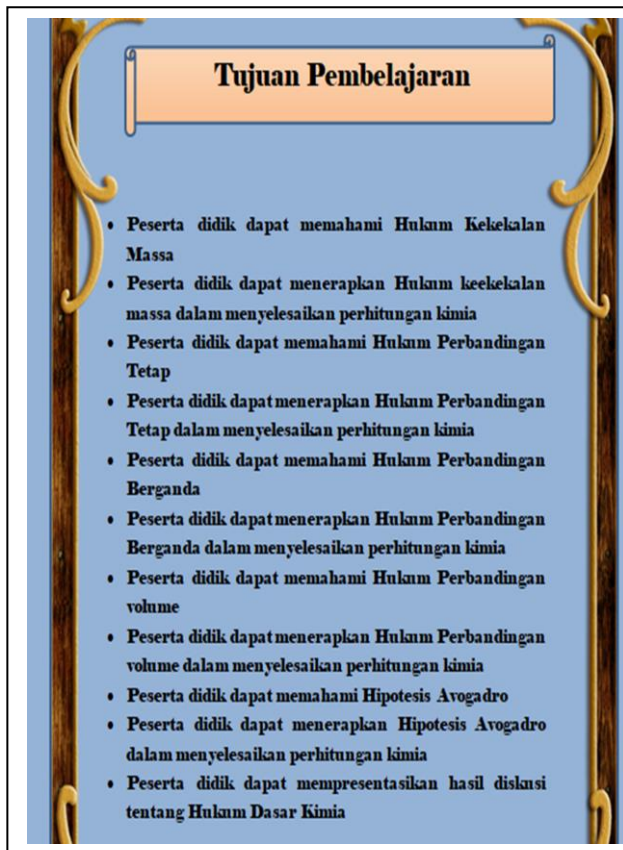 Tujuan Pembelajaran
• Peserta didik dapat memahami Hukum Kekekalan
Massa
• Peserta didik dapat menerapkan Hukum keekekalan
massa dalam menyelesaikan perhitungan kimia
• Peserta didik dapat memahami Hukum Perbandingan
Tetap
• Peserta didik dapat menerapkan Hukum Perbandingan
Tetap dalam menyelesaikan perhitungan kimia
• Peserta didik dapat memahami Hukum Perbandingan
Berganda
• Peserta didik dapat menerapkan Hukum Perbandingan
Berganda dalam menyelesaikan perhitungan kimia
• Peserta didik dapat memahami Hukum Perbandingan
volume
• Peserta didik dapat menerapkan Hukum Perbandingan
volume dalam menyelesaikan perhitungan kimia
• Peserta didik dapat memahami Hipotesis Avogadro
• Peserta didik dapat menerapkan Hipotesis Avogadro
dalam menyelesaikan perhitungan kimia
• Peserta didik dapat mempresentasikan hasil diskusi
tentang Hukum Dasar Kimia